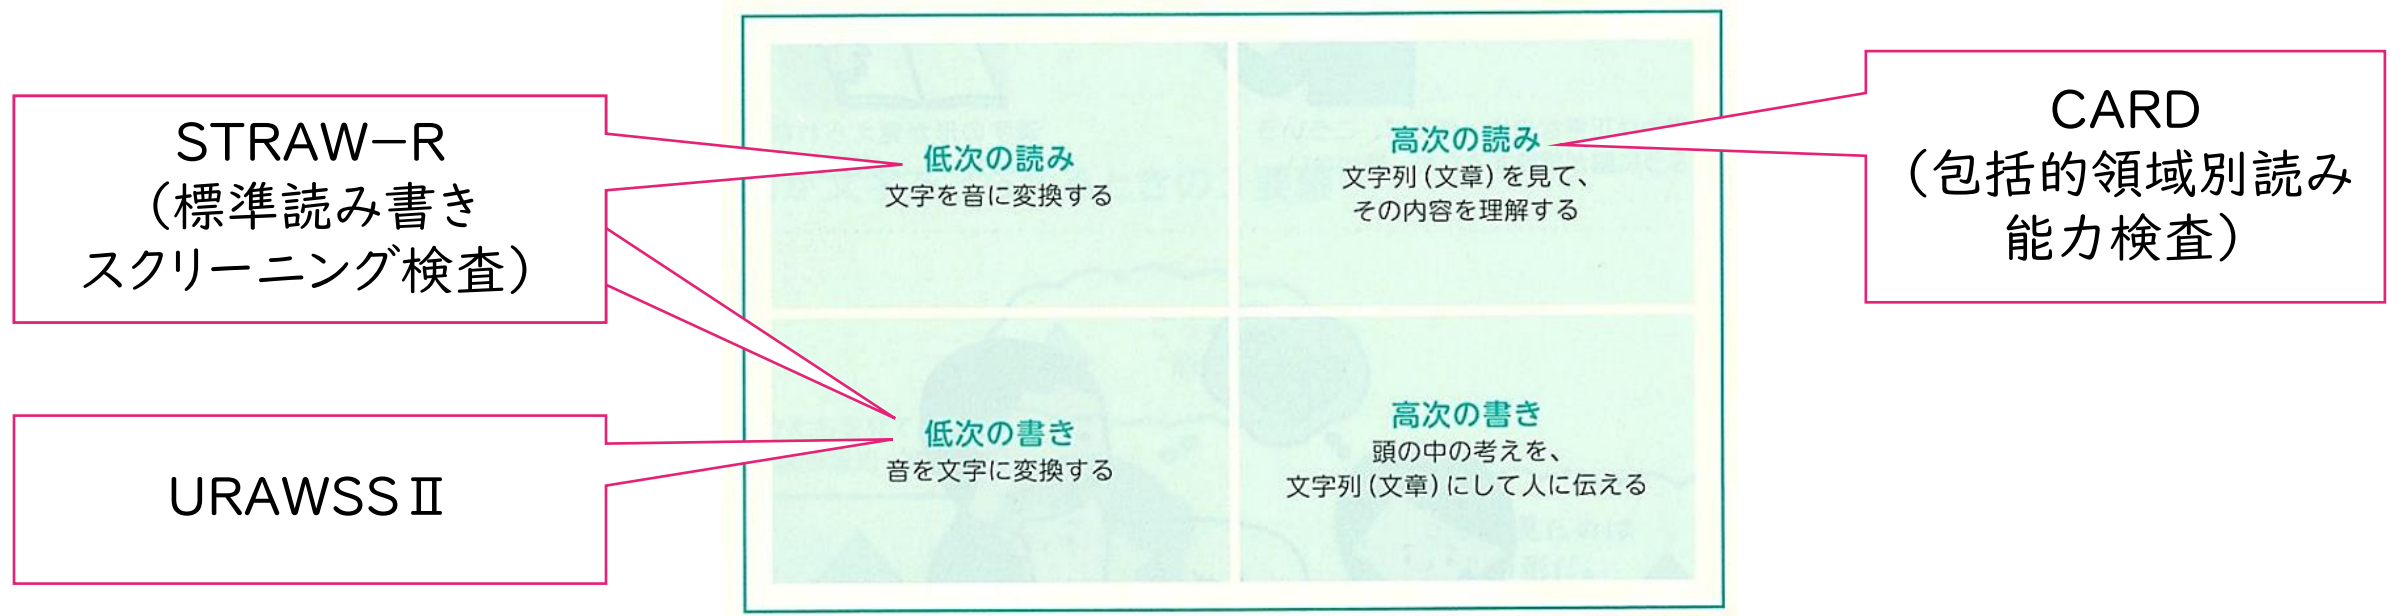 STRAW－R
（標準読み書き
スクリーニング検査）
URAWSSⅡ
低次の読み
文字を音に変換する
高次の読み
文字列（文章）を見て、
その内容を理解する
低次の書き
音を文字に変換する
高次の書き
頭の中の考えを、
文字列（文章）にして人に伝える
CARD
（包括的領域別読み
能力検査）